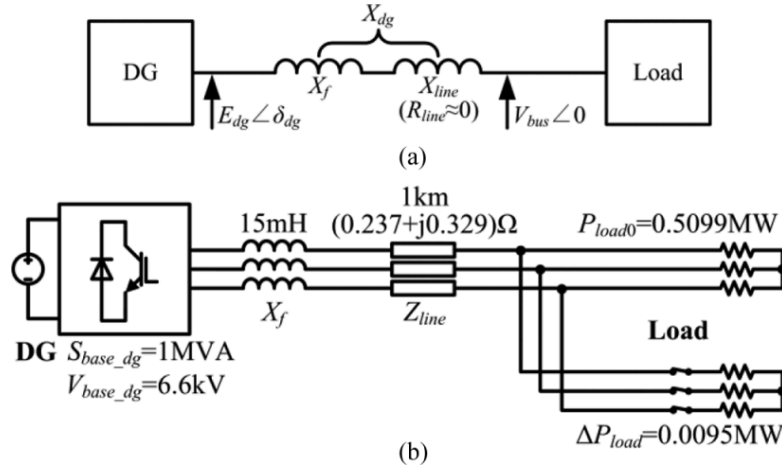 X_dg
DG
X_f
X_line
(R_line≈0)
Load
E_dg∠δ_dg
V_bus∠0
(a)
1km
15mH
(0.237+j0.329)Ω
P_load0=0.5099MW
X_f
Z_line
Load
DG S_base_dg=1MVA
V_base_dg=6.6kV
ΔP_load=0.0095MW
(b)